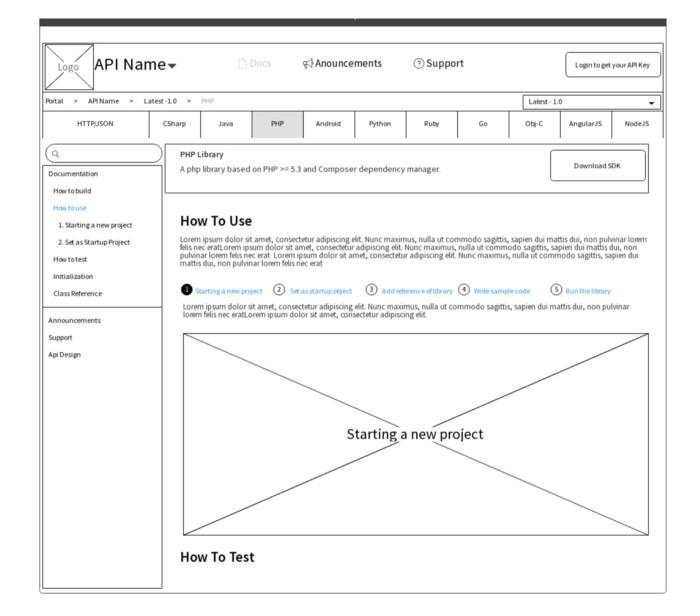 Logo
API Name
Docs
Anouncements
? Support
Login to get your API Key
Portal > API Name > Latest -1.0 > PHP
Latest - 1.0
HTTP/JSON CSharp Java PHP Android Python Ruby Go Obj-C AngularJS NodeJS
PHP Library
A php library based on PHP >= 5.3 and Composer dependency manager.
Download SDK
Documentation
How to build
How to use
1. Starting a new project
2. Set as Startup Project
How to test
Initialization
Class Reference
Announcements
Support
Api Design
How To Use
Lorem ipsum dolor sit amet, consectetur adipiscing elit. Nunc maximus, nulla ut commodo sagittis, sapien dui mattis dui, non pulvinar lorem
felis nec eratLorem ipsum dolor sit amet, consectetur adipiscing elit. Nunc maximus, nulla ut commodo sagittis, sapien dui mattis dui, non
pulvinar lorem felis nec erat Lorem ipsum dolor sit amet, consectetur adipiscing elit. Nunc maximus, nulla ut commodo sagittis, sapien dui
mattis dui, non pulvinar lorem felis nec erat
1 Starting a new project 2 Set as startup object 3 Add reference of library 4 Write sample code 5 Run the library
Lorem ipsum dolor sit amet, consectetur adipiscing elit. Nunc maximus, nulla ut commodo sagittis, sapien dui mattis dui, non pulvinar
lorem felis nec eratLorem ipsum dolor sit amet, consectetur adipiscing elit.
Starting a new project
How To Test